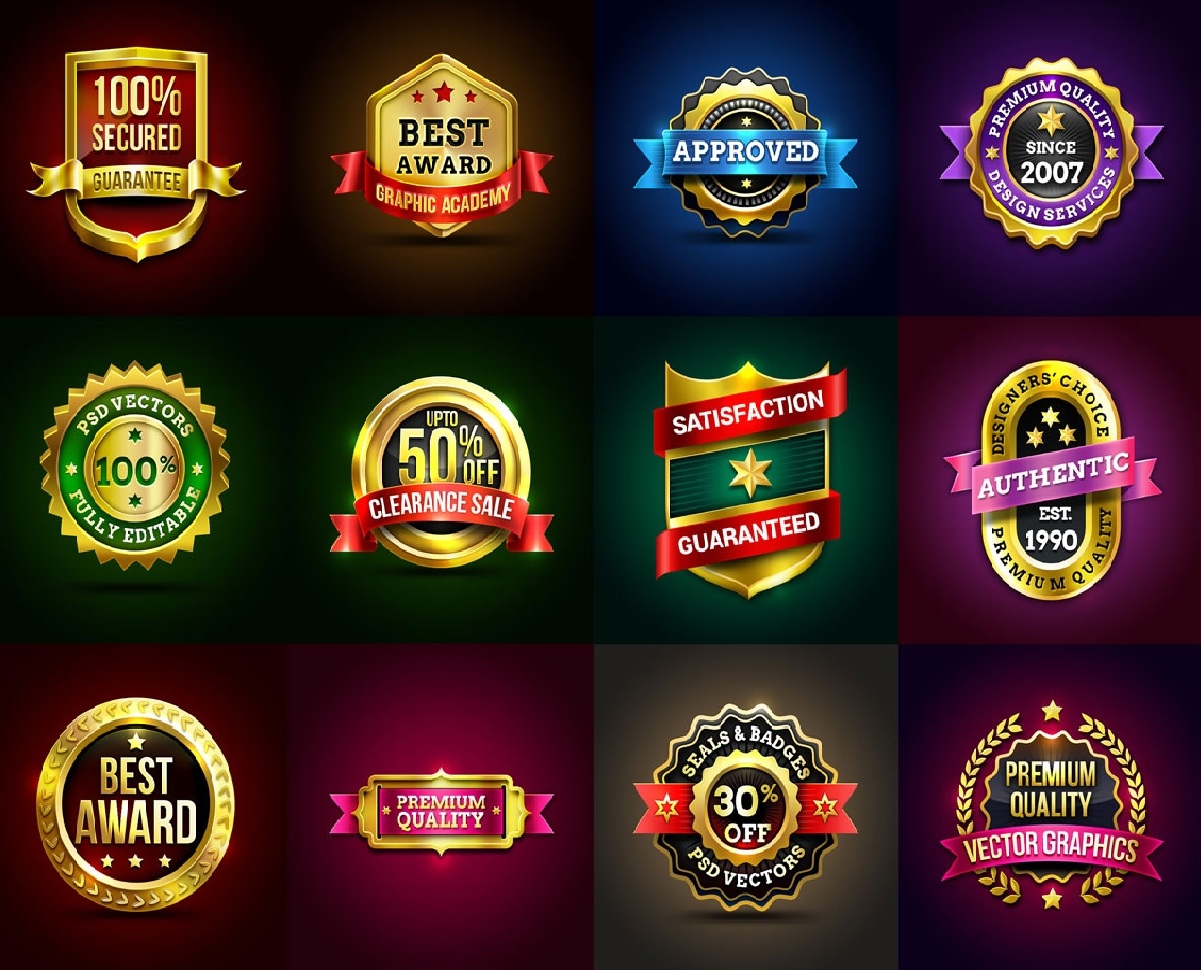 100%
SECURED
GUARANTEE
BEST
AWARD
GRAPHIC ACADEMY
APPROVED
PREMIUM QUALITY
SINCE
2007
DESIGN SERVICES
PSD VECTORS
100%
FULLY EDITABLE
UPTO
50%
OFF
CLEARANCE SALE
SATISFACTION
GUARANTEED
DESIGNERS' CHOICE
AUTHENTIC
EST.
1990
PREMIUM QUALITY
BEST
AWARD
PREMIUM
QUALITY
SEALS & BADGES
30%
OFF
PSD VECTORS
PREMIUM
QUALITY
VECTOR GRAPHICS